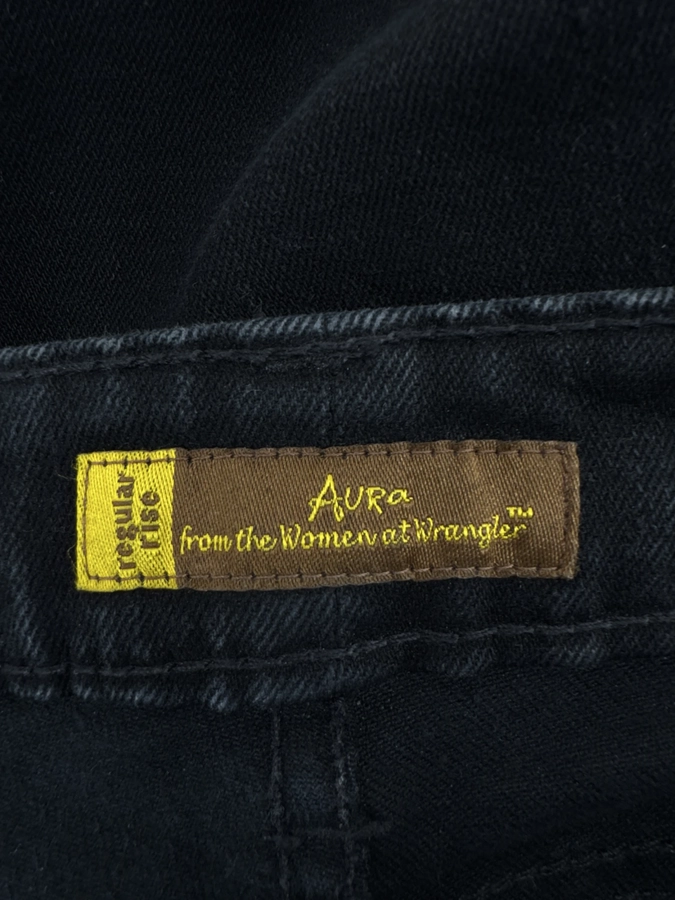 regular
rise
AURA
from the Women at Wrangler™